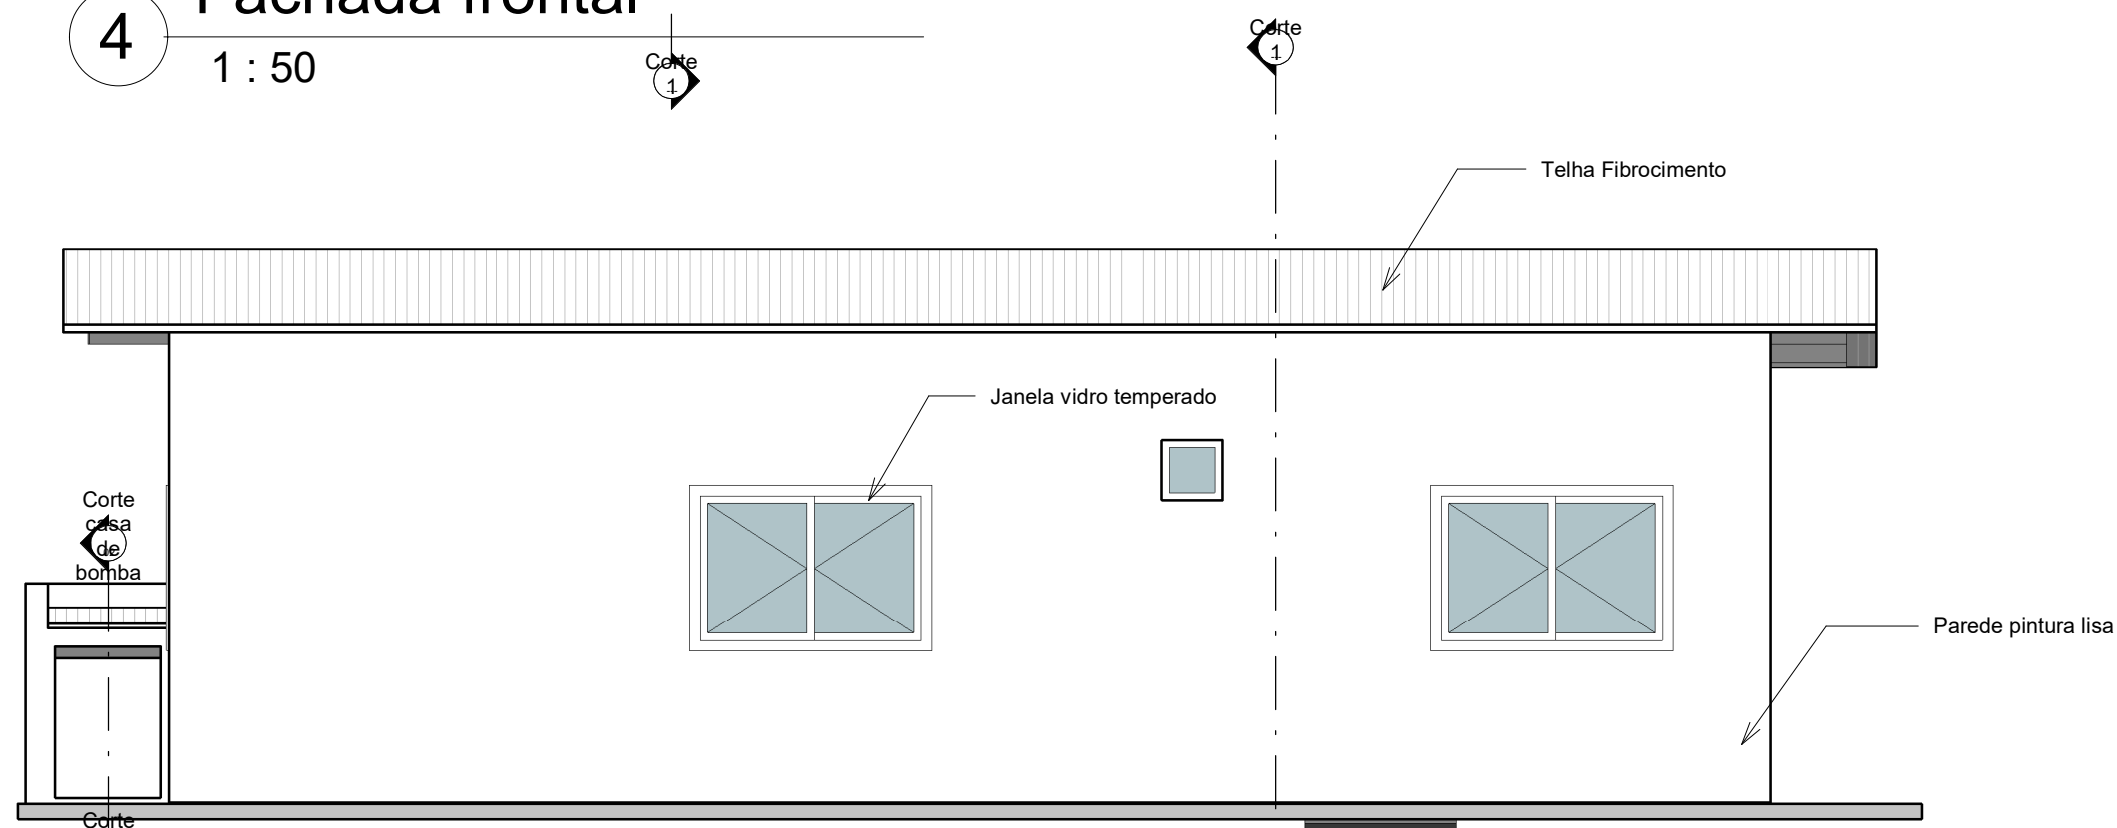 4
Fachada frontal
1 : 50
Corte
1
Corte
1
Telha Fibrocimento
Janela vidro temperado
Corte
casa
de
bomba
Parede pintura lisa
Corte